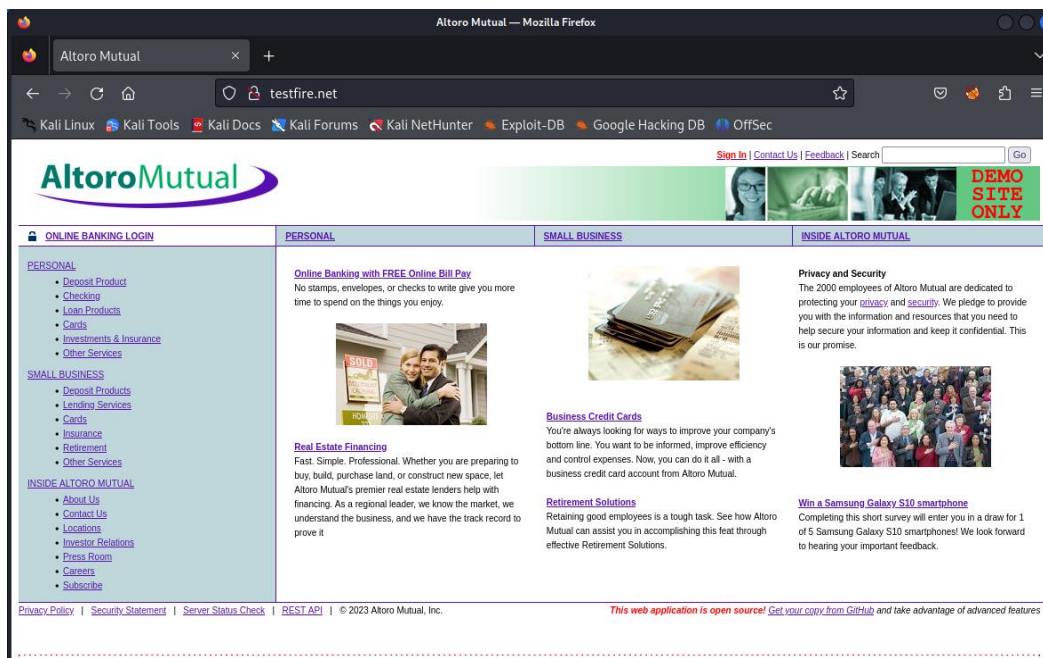 Altoro Mutual — Mozilla Firefox
Altoro Mutual
testfire.net
Kali Linux Kali Tools Kali Docs Kali Forums Kali NetHunter Exploit-DB Google Hacking DB OffSec
Sign In | Contact Us | Feedback | Search Go
AltoroMutual
DEMO
SITE
ONLY
ONLINE BANKING LOGIN PERSONAL SMALL BUSINESS INSIDE ALTORO MUTUAL
PERSONAL
• Deposit Product
• Checking
• Loan Products
• Cards
• Investments & Insurance
• Other Services
SMALL BUSINESS
• Deposit Products
• Lending Services
• Cards
• Insurance
• Retirement
• Other Services
INSIDE ALTORO MUTUAL
• About Us
• Contact Us
• Locations
• Investor Relations
• Press Room
• Careers
• Subscribe
Online Banking with FREE Online Bill Pay
No stamps, envelopes, or checks to write give you more
time to spend on the things you enjoy.
SOLD
Real Estate Financing
Fast. Simple. Professional. Whether you are preparing to
buy, build, purchase land, or construct new space, let
Altoro Mutual's premier real estate lenders help with
financing. As a regional leader, we know the market, we
understand the business, and we have the track record to
prove it
Business Credit Cards
You're always looking for ways to improve your company's
bottom line. You want to be informed, improve efficiency
and control expenses. Now, you can do it all - with a
business credit card account from Altoro Mutual.
Retirement Solutions
Retaining good employees is a tough task. See how Altoro
Mutual can assist you in accomplishing this feat through
effective Retirement Solutions.
Privacy and Security
The 2000 employees of Altoro Mutual are dedicated to
protecting your privacy and security. We pledge to provide
you with the information and resources that you need to
help secure your information and keep it confidential. This
is our promise.
Win a Samsung Galaxy S10 smartphone
Completing this short survey will enter you in a draw for 1
of 5 Samsung Galaxy S10 smartphones! We look forward
to hearing your important feedback.
Privacy Policy | Security Statement | Server Status Check | REST API | © 2023 Altoro Mutual, Inc. This web application is open source! Get your copy from GitHub and take advantage of advanced features